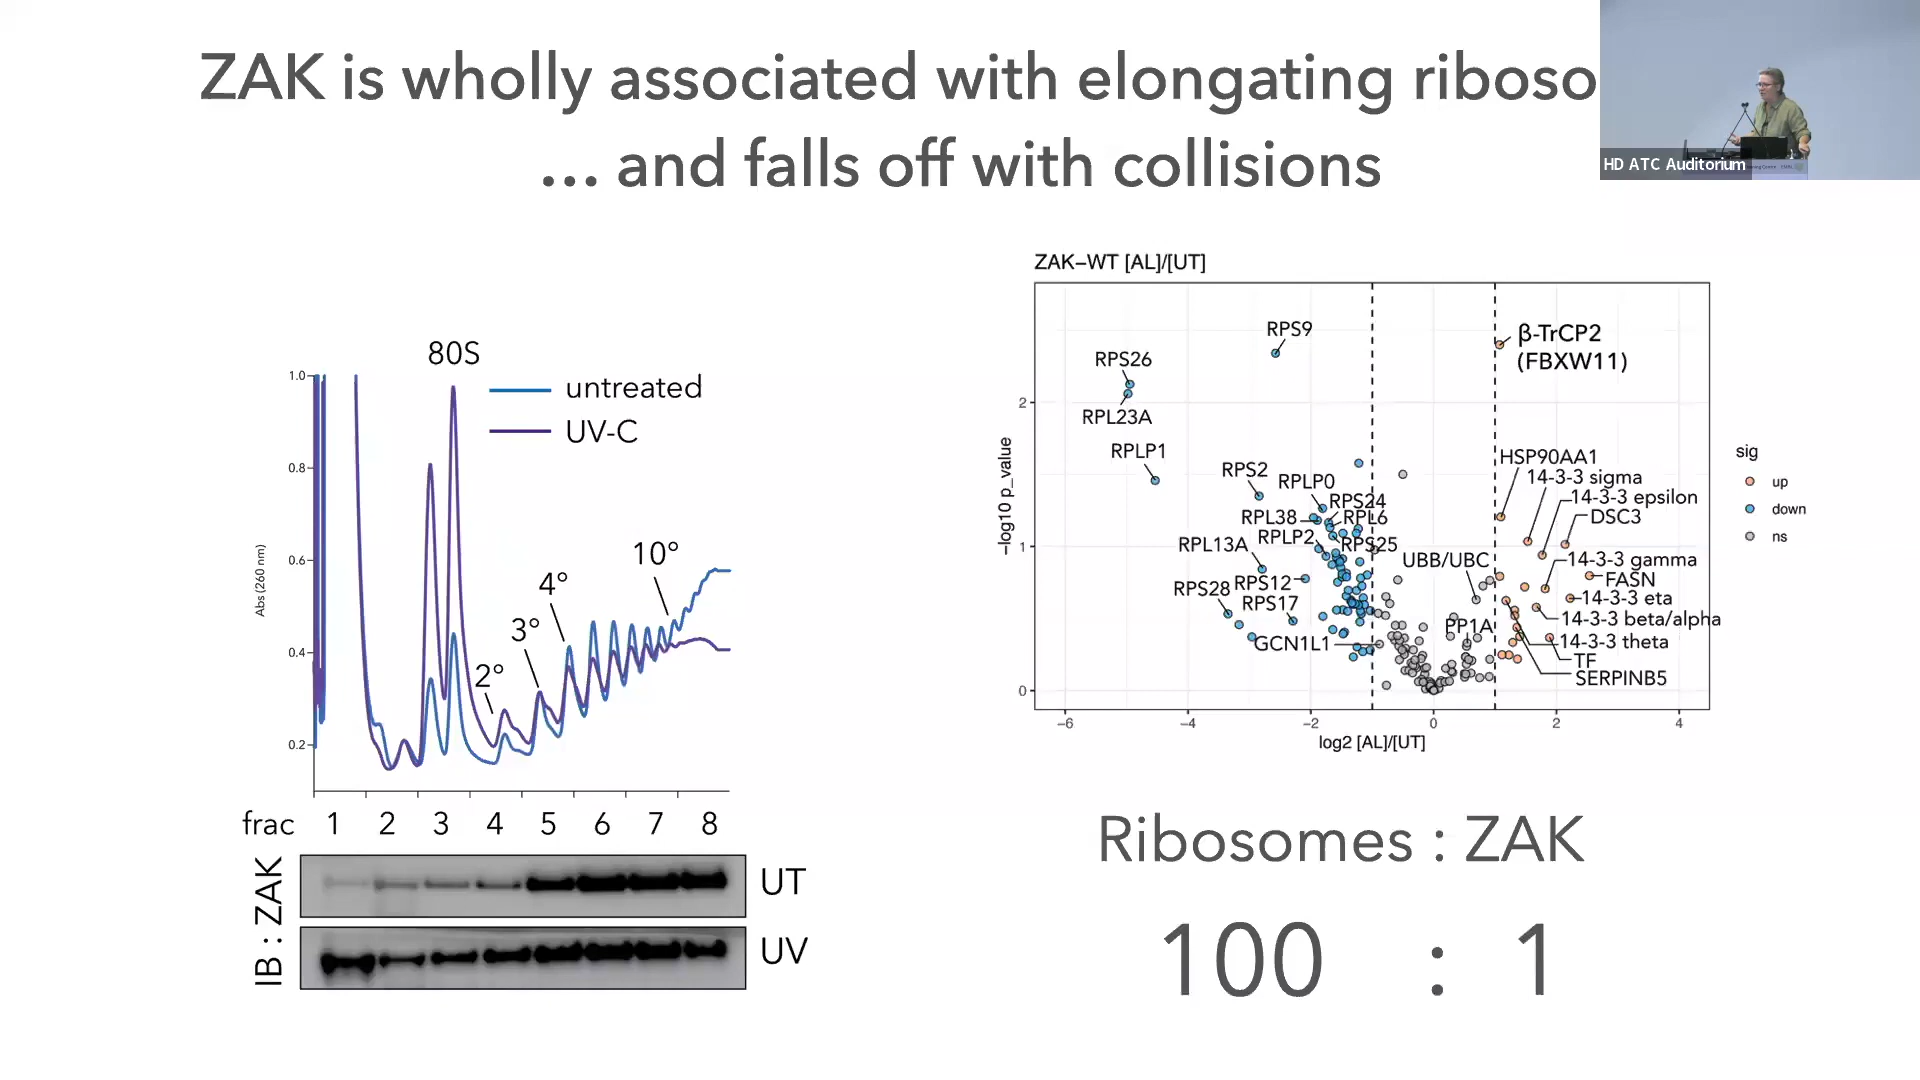 ZAK is wholly associated with elongating riboso
... and falls off with collisions
HD ATC Auditorium
80S
untreated
UV-C
2°
3°
4°
10°
Abs (260 nm)
1.0
0.8
0.6
0.4
0.2
frac 1 2 3 4 5 6 7 8
IB : ZAK
UT
UV
ZAK–WT [AL]/[UT]
RPS9
β-TrCP2
(FBXW11)
RPS26
RPL23A
RPLP1
RPS2
RPLP0
RPS24
RPL38
RPL6
RPLP2
RPS25
RPL13A
RPS12
RPS28
RPS17
GCN1L1
UBB/UBC
PP1A
HSP90AA1
14-3-3 sigma
14-3-3 epsilon
DSC3
14-3-3 gamma
FASN
14-3-3 eta
14-3-3 beta/alpha
14-3-3 theta
TF
SERPINB5
–log10 p_value
2
1
0
−6 −4 −2 0 2 4
log2 [AL]/[UT]
sig
up
down
ns
Ribosomes : ZAK
100 : 1